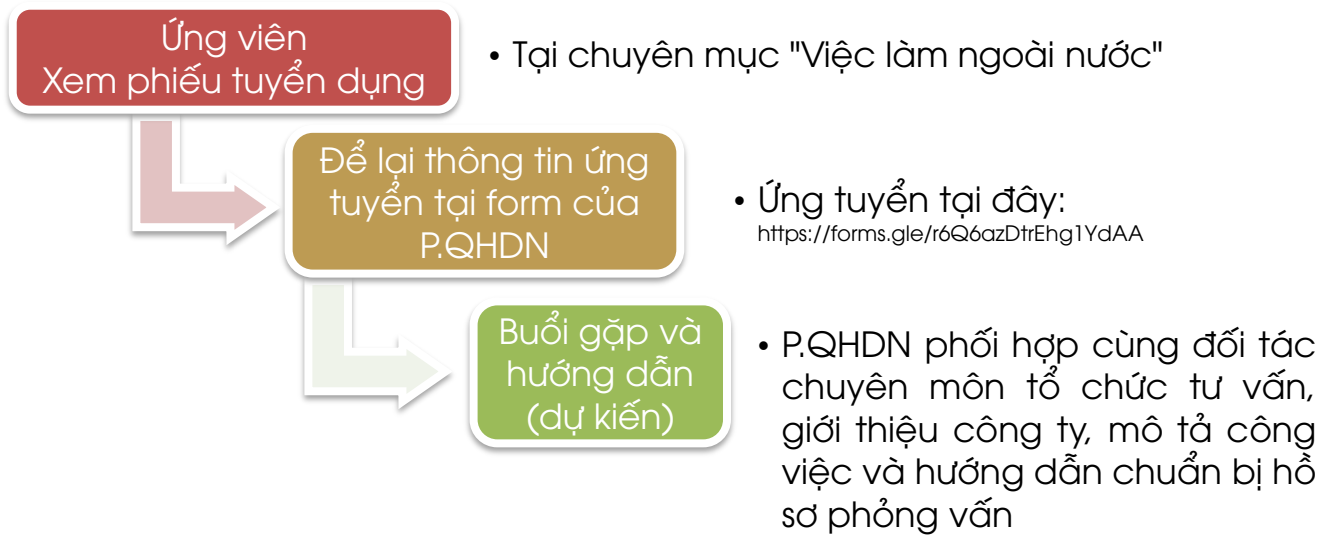 Ứng viên
Xem phiếu tuyển dụng
• Tại chuyên mục "Việc làm ngoài nước"
Để lại thông tin ứng
tuyển tại form của
P.QHDN
• Ứng tuyển tại đây:
https://forms.gle/r6Q6azDtrEhg1YdAA
Buổi gặp và
hướng dẫn
(dự kiến)
• P.QHDN phối hợp cùng đối tác
chuyên môn tổ chức tư vấn,
giới thiệu công ty, mô tả công
việc và hướng dẫn chuẩn bị hồ
sơ phỏng vấn